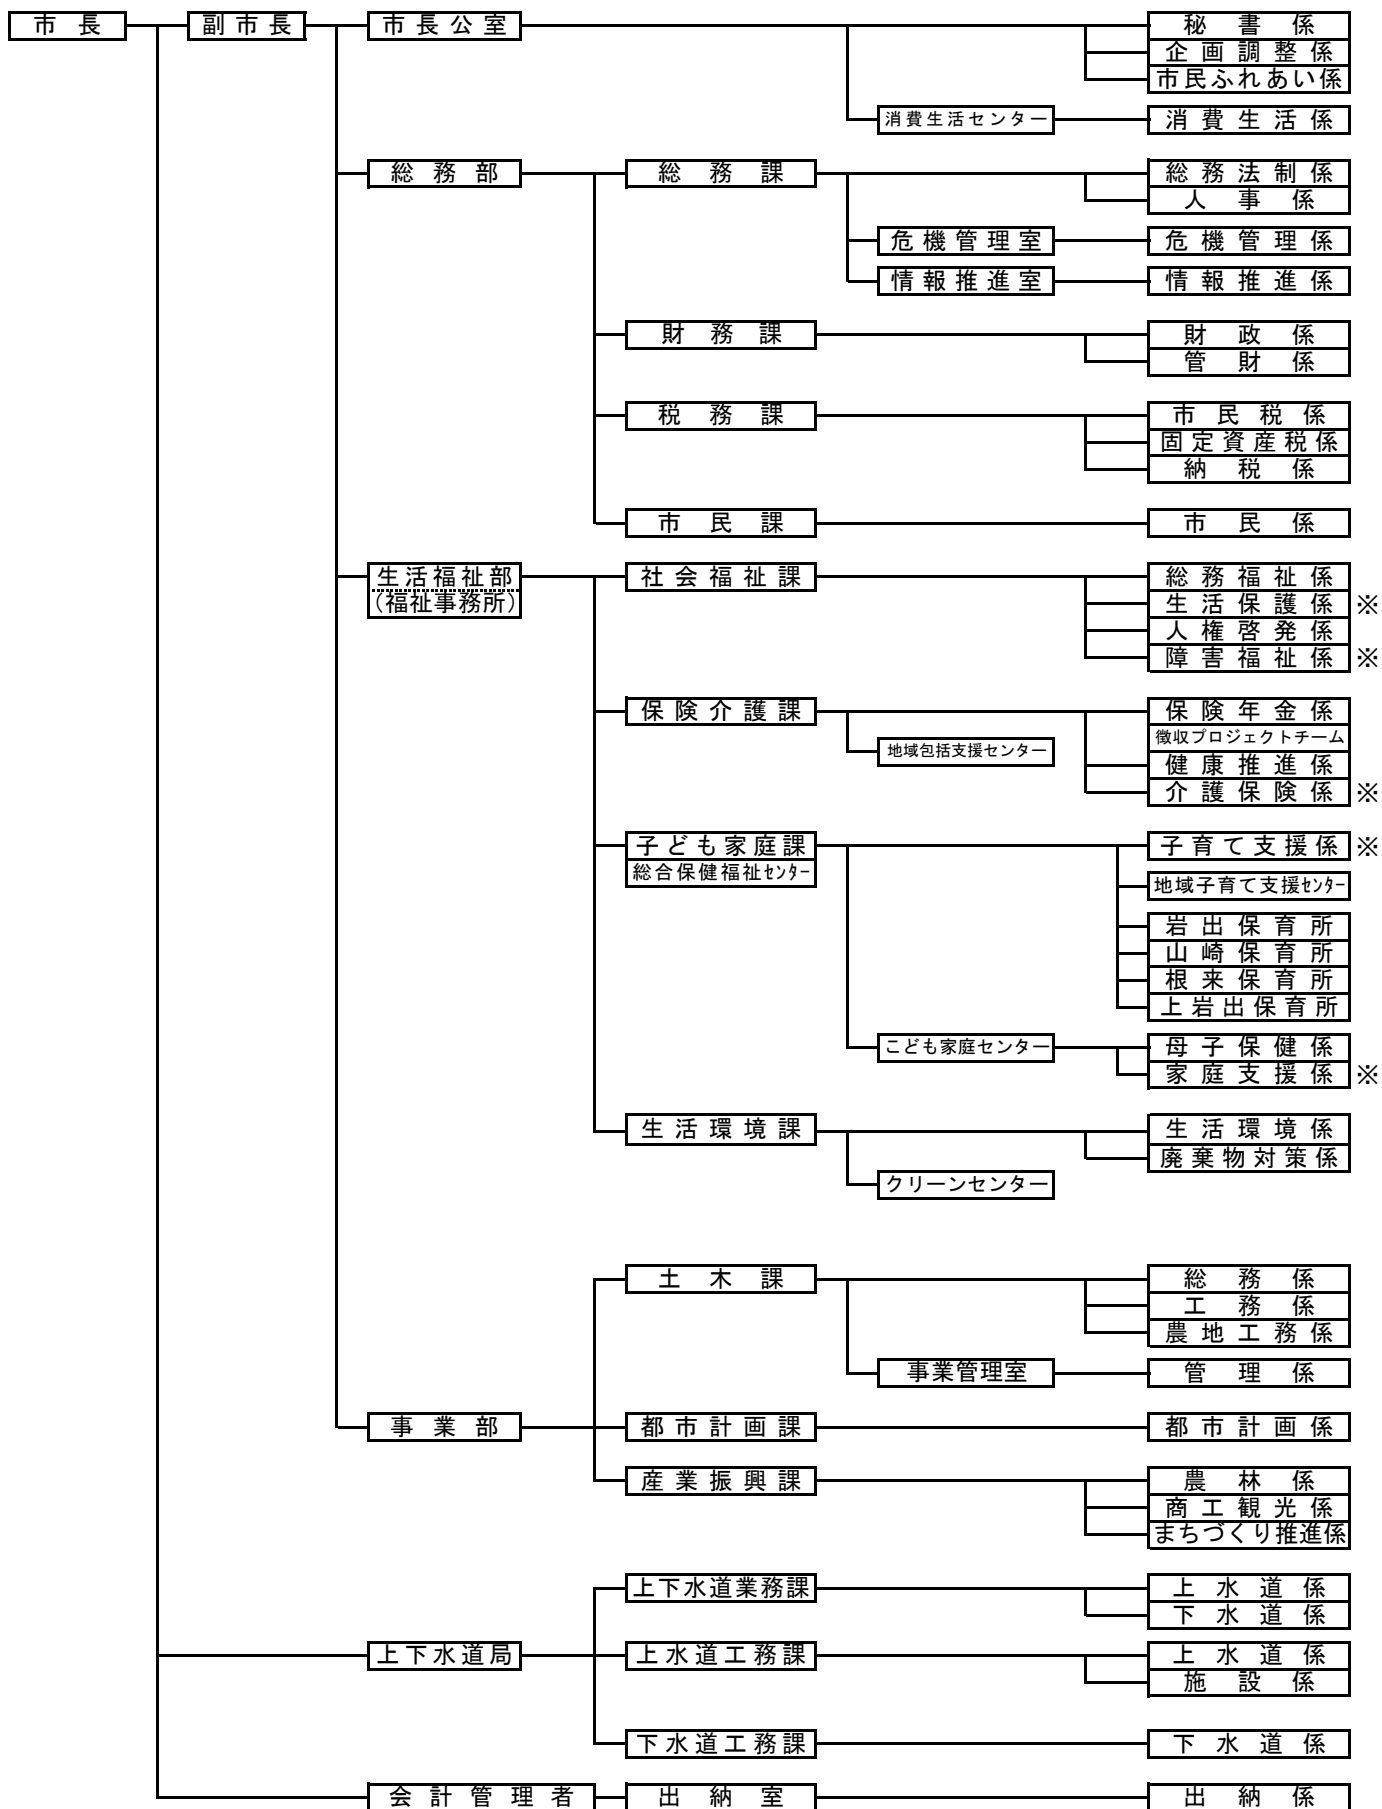 市長 副市長 市長公室 秘書係
企画調整係
市民ふれあい係
消費生活センター 消費生活係
総務部 総務課 総務法制係
人事係
危機管理室 危機管理係
情報推進室 情報推進係
財務課 財政係
管財係
税務課 市民税係
固定資産税係
納税係
市民課 市民係
生活福祉部 社会福祉課 総務福祉係
(福祉事務所) 生活保護係 ※
人権啓発係
障害福祉係 ※
保険介護課 保険年金係
徴収プロジェクトチーム
地域包括支援センター
健康推進係
介護保険係 ※
子ども家庭課 子育て支援係 ※
総合保健福祉センター
地域子育て支援センター
岩出保育所
山崎保育所
根来保育所
上岩出保育所
こども家庭センター 母子保健係
家庭支援係 ※
生活環境課 生活環境係
廃棄物対策係
クリーンセンター
土木課 総務係
工務係
農地工務係
事業管理室 管理係
事業部 都市計画課 都市計画係
産業振興課 農林係
商工観光係
まちづくり推進係
上下水道業務課 上水道係
下水道係
上下水道局 上水道工務課 上水道係
施設係
下水道工務課 下水道係
会計管理者 出納室 出納係